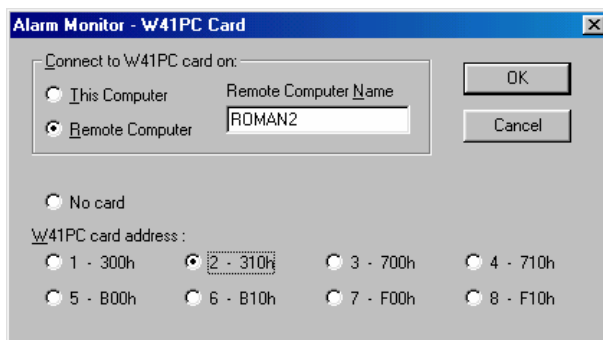 Alarm Monitor - W41PC Card
Connect to W41PC card on:
This Computer
Remote Computer Name
Remote Computer
ROMAN2
OK
Cancel
No card
W41PC card address :
1 - 300h 2 - 310h 3 - 700h 4 - 710h
5 - B00h 6 - B10h 7 - F00h 8 - F10h